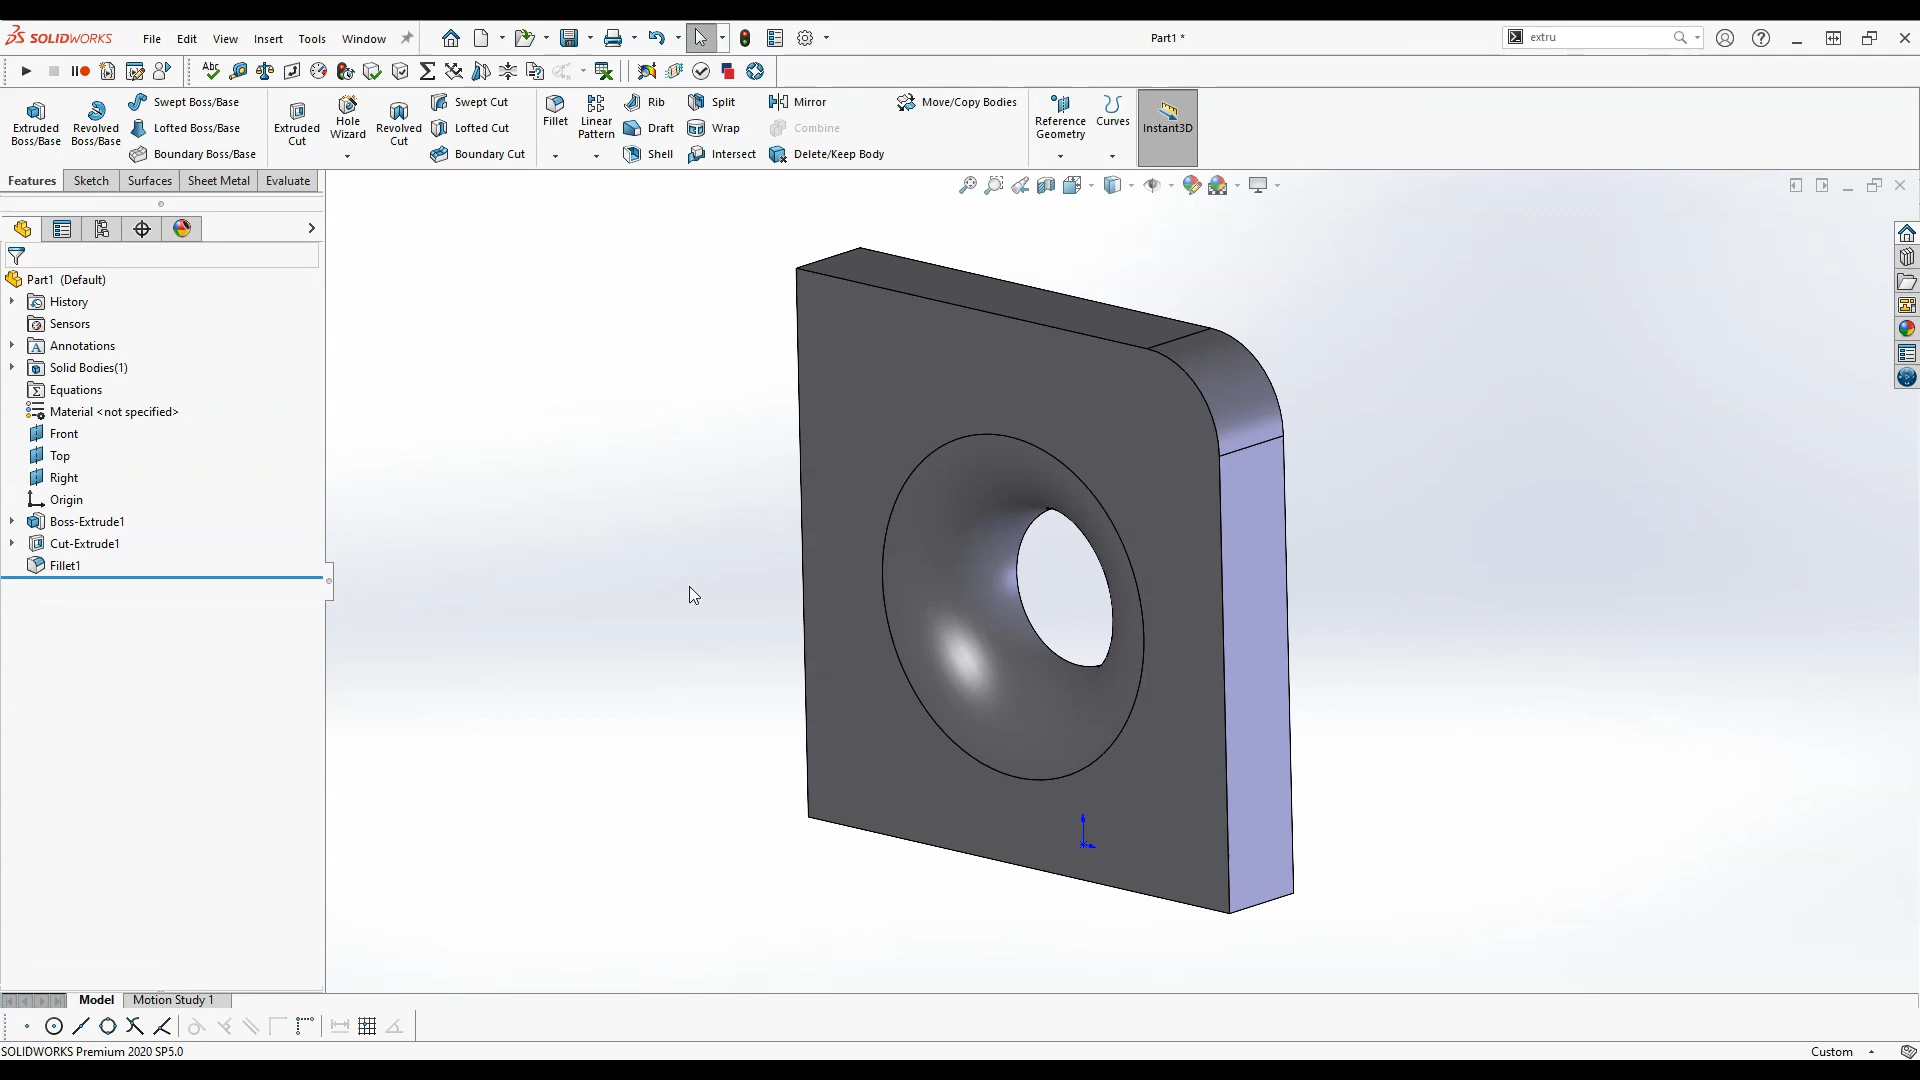 SOLIDWORKS File Edit View Insert Tools Window Part1 * extru
Extruded Boss/Base
Revolved Boss/Base
Swept Boss/Base
Lofted Boss/Base
Boundary Boss/Base
Extruded Cut
Hole Wizard
Revolved Cut
Swept Cut
Lofted Cut
Boundary Cut
Fillet
Linear Pattern
Rib
Draft
Shell
Split
Wrap
Intersect
Mirror
Combine
Delete/Keep Body
Move/Copy Bodies
Reference Geometry
Curves
Instant3D
Features Sketch Surfaces Sheet Metal Evaluate
Part1 (Default)
History
Sensors
Annotations
Solid Bodies(1)
Equations
Material <not specified>
Front
Top
Right
Origin
Boss-Extrude1
Cut-Extrude1
Fillet1
Model Motion Study 1
SOLIDWORKS Premium 2020 SP5.0 Custom